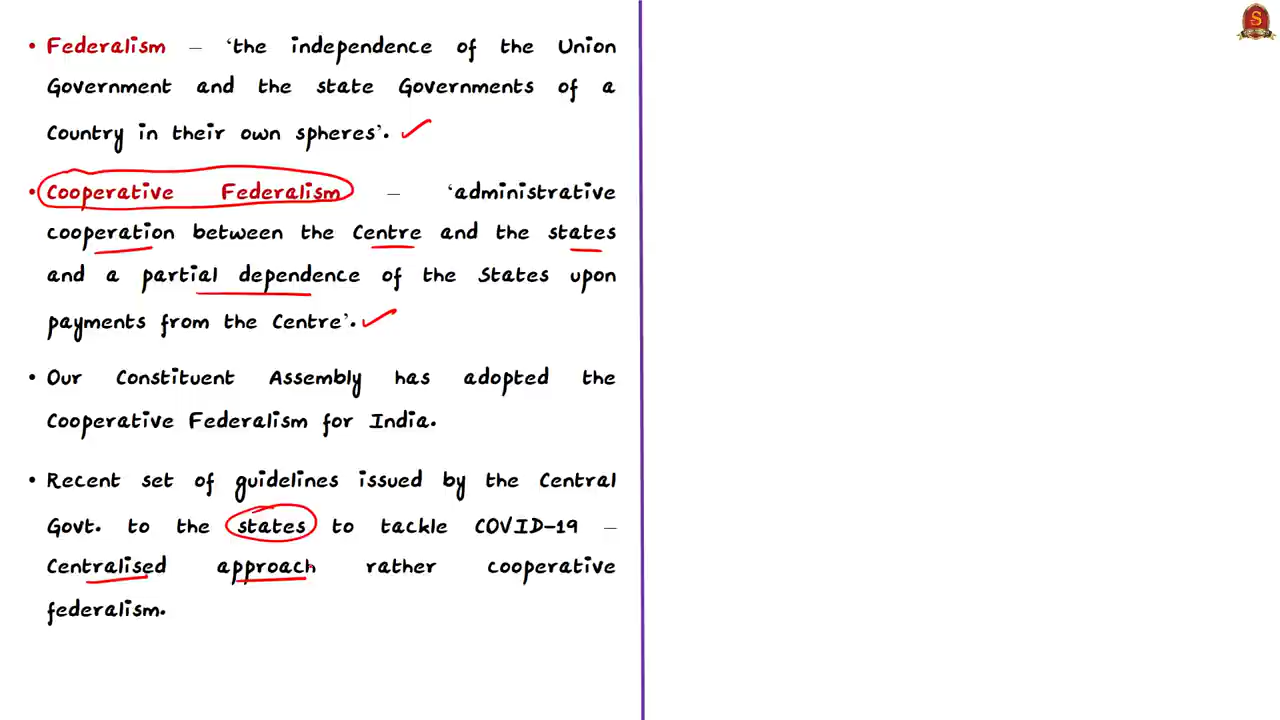 • Federalism – ‘the independence of the Union
Government and the state Governments of a
Country in their own spheres’.
• Cooperative Federalism – ‘administrative
cooperation between the Centre and the states
and a partial dependence of the States upon
payments from the Centre’.
• Our Constituent Assembly has adopted the
Cooperative Federalism for India.
• Recent set of guidelines issued by the Central
Govt. to the states to tackle COVID-19 –
Centralised approach rather cooperative
federalism.